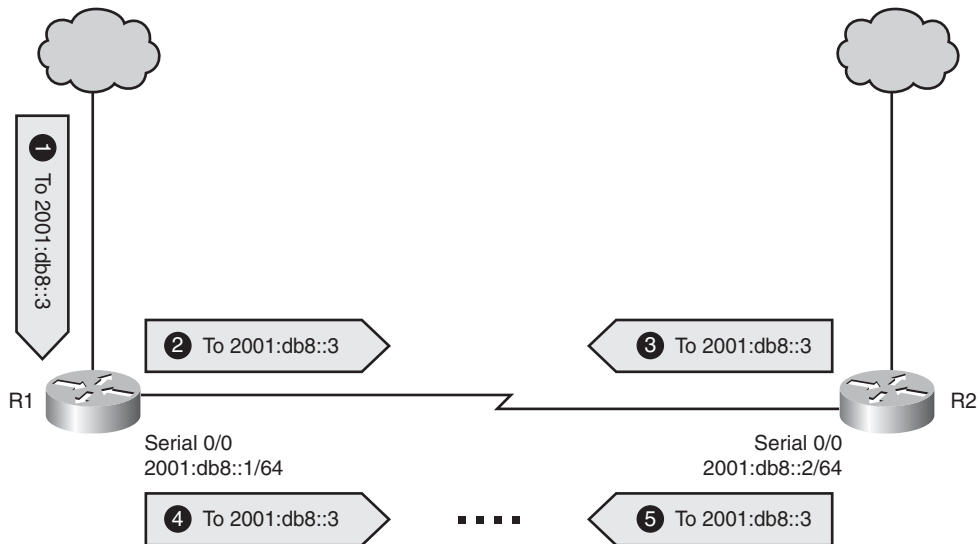 1 To 2001:db8::3
2 To 2001:db8::3
3 To 2001:db8::3
R1
R2
Serial 0/0
2001:db8::1/64
Serial 0/0
2001:db8::2/64
4 To 2001:db8::3
5 To 2001:db8::3